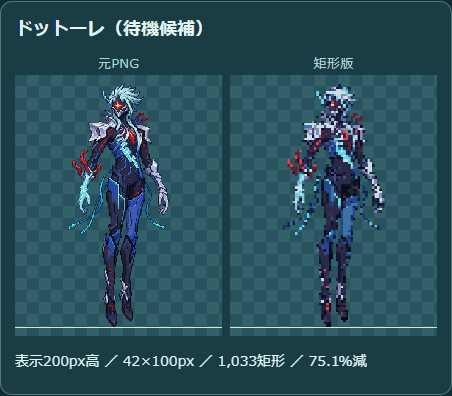 ドットーレ（待機候補）
元PNG
矩形版
表示200px高 ／ 42×100px ／ 1,033矩形 ／ 75.1%減